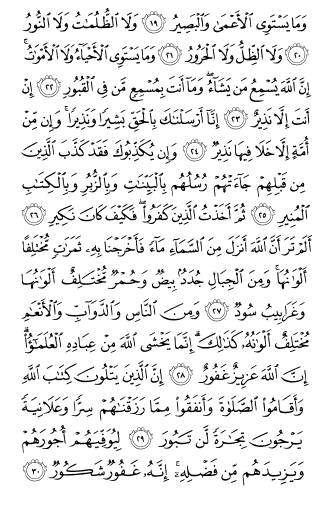 وَمَا يَسْتَوِى ٱلْأَعْمَىٰ وَٱلْبَصِيرُ ۝١٩ وَلَا ٱلظُّلُمَـٰتُ وَلَا ٱلنُّورُ
۝٢٠ وَلَا ٱلظِّلُّ وَلَا ٱلْحَرُورُ ۝٢١ وَمَا يَسْتَوِى ٱلْأَحْيَآءُ وَلَا ٱلْأَمْوَٰتُ ۚ
إِنَّ ٱللَّهَ يُسْمِعُ مَن يَشَآءُ ۖ وَمَآ أَنتَ بِمُسْمِعٍ مَّن فِى ٱلْقُبُورِ ۝٢٢ إِنْ
أَنتَ إِلَّا نَذِيرٌ ۝٢٣ إِنَّآ أَرْسَلْنَـٰكَ بِٱلْحَقِّ بَشِيرًا وَنَذِيرًا ۚ وَإِن مِّنْ
أُمَّةٍ إِلَّا خَلَا فِيهَا نَذِيرٌ ۝٢٤ وَإِن يُكَذِّبُوكَ فَقَدْ كَذَّبَ ٱلَّذِينَ
مِن قَبْلِهِمْ جَآءَتْهُمْ رُسُلُهُم بِٱلْبَيِّنَـٰتِ وَبِٱلزُّبُرِ وَبِٱلْكِتَـٰبِ
ٱلْمُنِيرِ ۝٢٥ ثُمَّ أَخَذْتُ ٱلَّذِينَ كَفَرُوا۟ ۖ فَكَيْفَ كَانَ نَكِيرِ ۝٢٦
أَلَمْ تَرَ أَنَّ ٱللَّهَ أَنزَلَ مِنَ ٱلسَّمَآءِ مَآءً فَأَخْرَجْنَا بِهِۦ ثَمَرَٰتٍ مُّخْتَلِفًا
أَلْوَٰنُهَا ۚ وَمِنَ ٱلْجِبَالِ جُدَدٌۢ بِيضٌ وَحُمْرٌ مُّخْتَلِفٌ أَلْوَٰنُهَا
وَغَرَابِيبُ سُودٌ ۝٢٧ وَمِنَ ٱلنَّاسِ وَٱلدَّوَآبِّ وَٱلْأَنْعَـٰمِ
مُخْتَلِفٌ أَلْوَٰنُهُۥ كَذَٰلِكَ ۗ إِنَّمَا يَخْشَى ٱللَّهَ مِنْ عِبَادِهِ ٱلْعُلَمَـٰٓؤُا۟ ۗ
إِنَّ ٱللَّهَ عَزِيزٌ غَفُورٌ ۝٢٨ إِنَّ ٱلَّذِينَ يَتْلُونَ كِتَـٰبَ ٱللَّهِ
وَأَقَامُوا۟ ٱلصَّلَوٰةَ وَأَنفَقُوا۟ مِمَّا رَزَقْنَـٰهُمْ سِرًّا وَعَلَانِيَةً
يَرْجُونَ تِجَـٰرَةً لَّن تَبُورَ ۝٢٩ لِيُوَفِّيَهُمْ أُجُورَهُمْ
وَيَزِيدَهُم مِّن فَضْلِهِۦٓ ۚ إِنَّهُۥ غَفُورٌ شَكُورٌ ۝٣٠